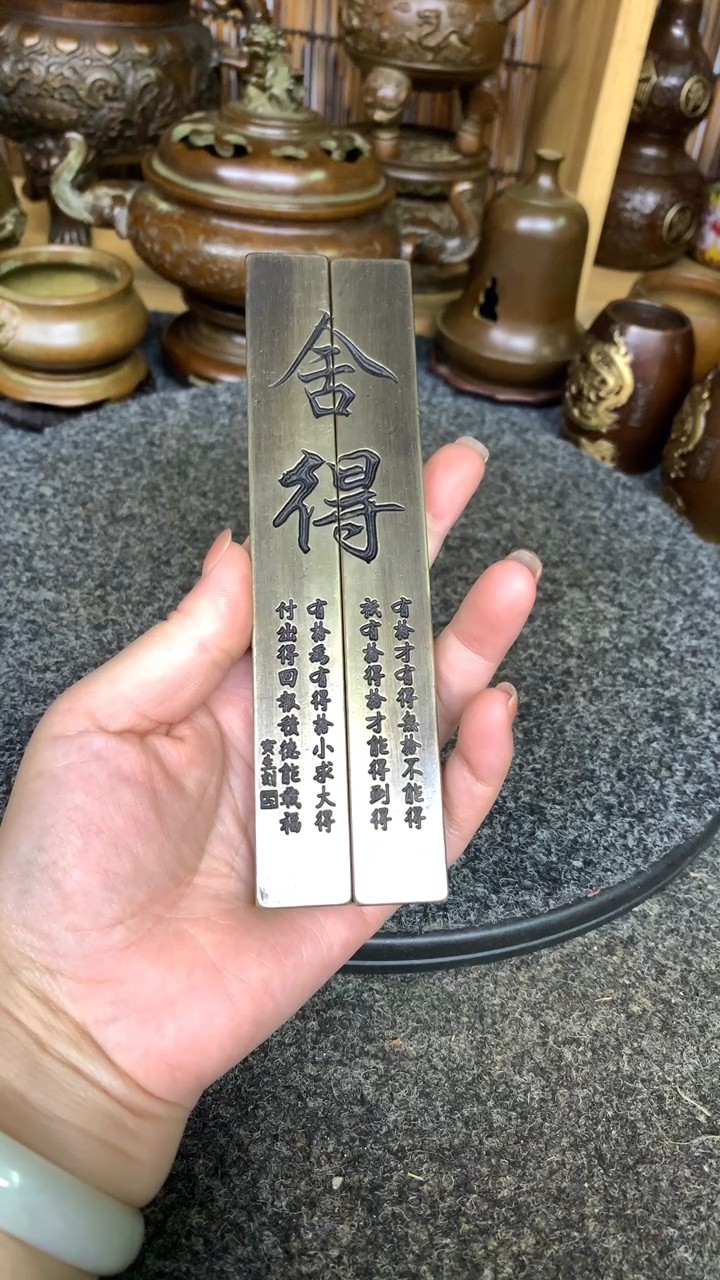 舍得
有捨才有得無捨不能得
祇有捨得捨才能得到得
有捨為有得捨小求大得
付出得回報積德能載福
寅生刻